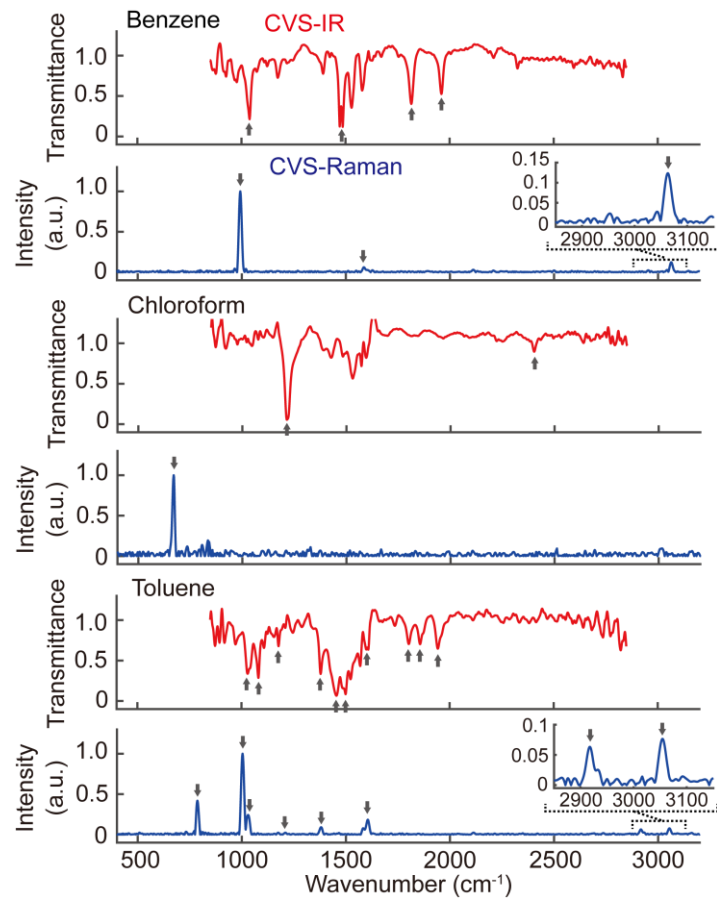 Benzene CVS-IR
Transmittance
1.0
0.5
0
CVS-Raman
Intensity
(a.u.)
1.0
0.5
0
0.15
0.1
0.05
0
2900 3000 3100
Chloroform
Transmittance
1.0
0.5
0
Intensity
(a.u.)
1.0
0.5
0
Toluene
Transmittance
1.0
0.5
0
Intensity
(a.u.)
1.0
0.5
0
0.1
0.05
0
2900 3000 3100
500 1000 1500 2000 2500 3000
Wavenumber (cm⁻¹)